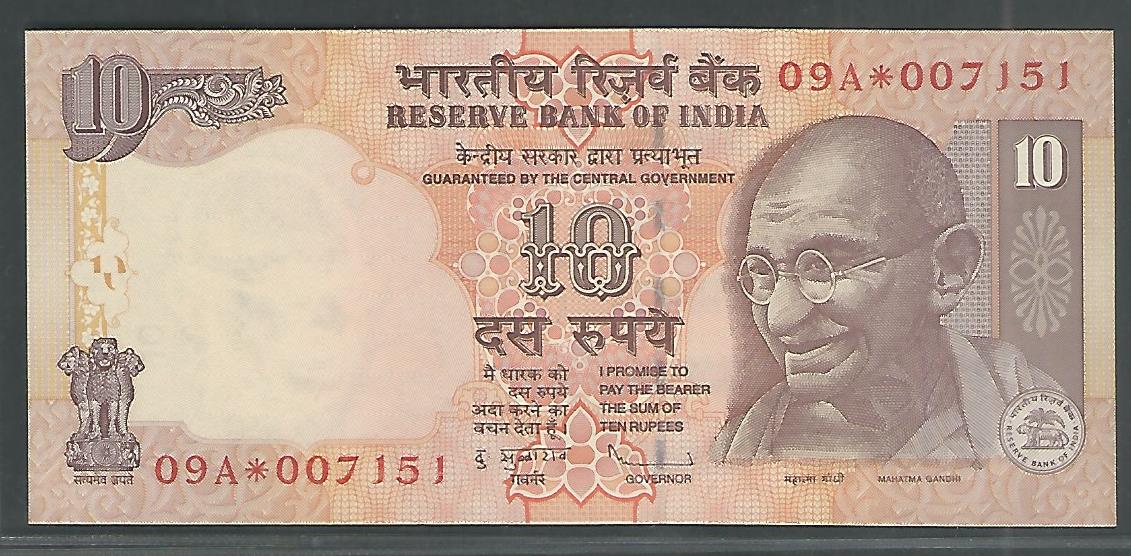 10
भारतीय रिज़र्व बैंक
09A*007151
RESERVE BANK OF INDIA
केन्द्रीय सरकार द्वारा प्रत्याभूत
GUARANTEED BY THE CENTRAL GOVERNMENT
10
10
10
दस रूपये
मैं धारक को
दस रुपये
अदा करने का
वचन देता हूँ।
I PROMISE TO
PAY THE BEARER
THE SUM OF
TEN RUPEES
गवर्नर
GOVERNOR
सत्यमेव जयते
09A*007151
महात्मा गाँधी
MAHATMA GANDHI
भारतीय रिज़र्व बैंक
RESERVE BANK OF INDIA